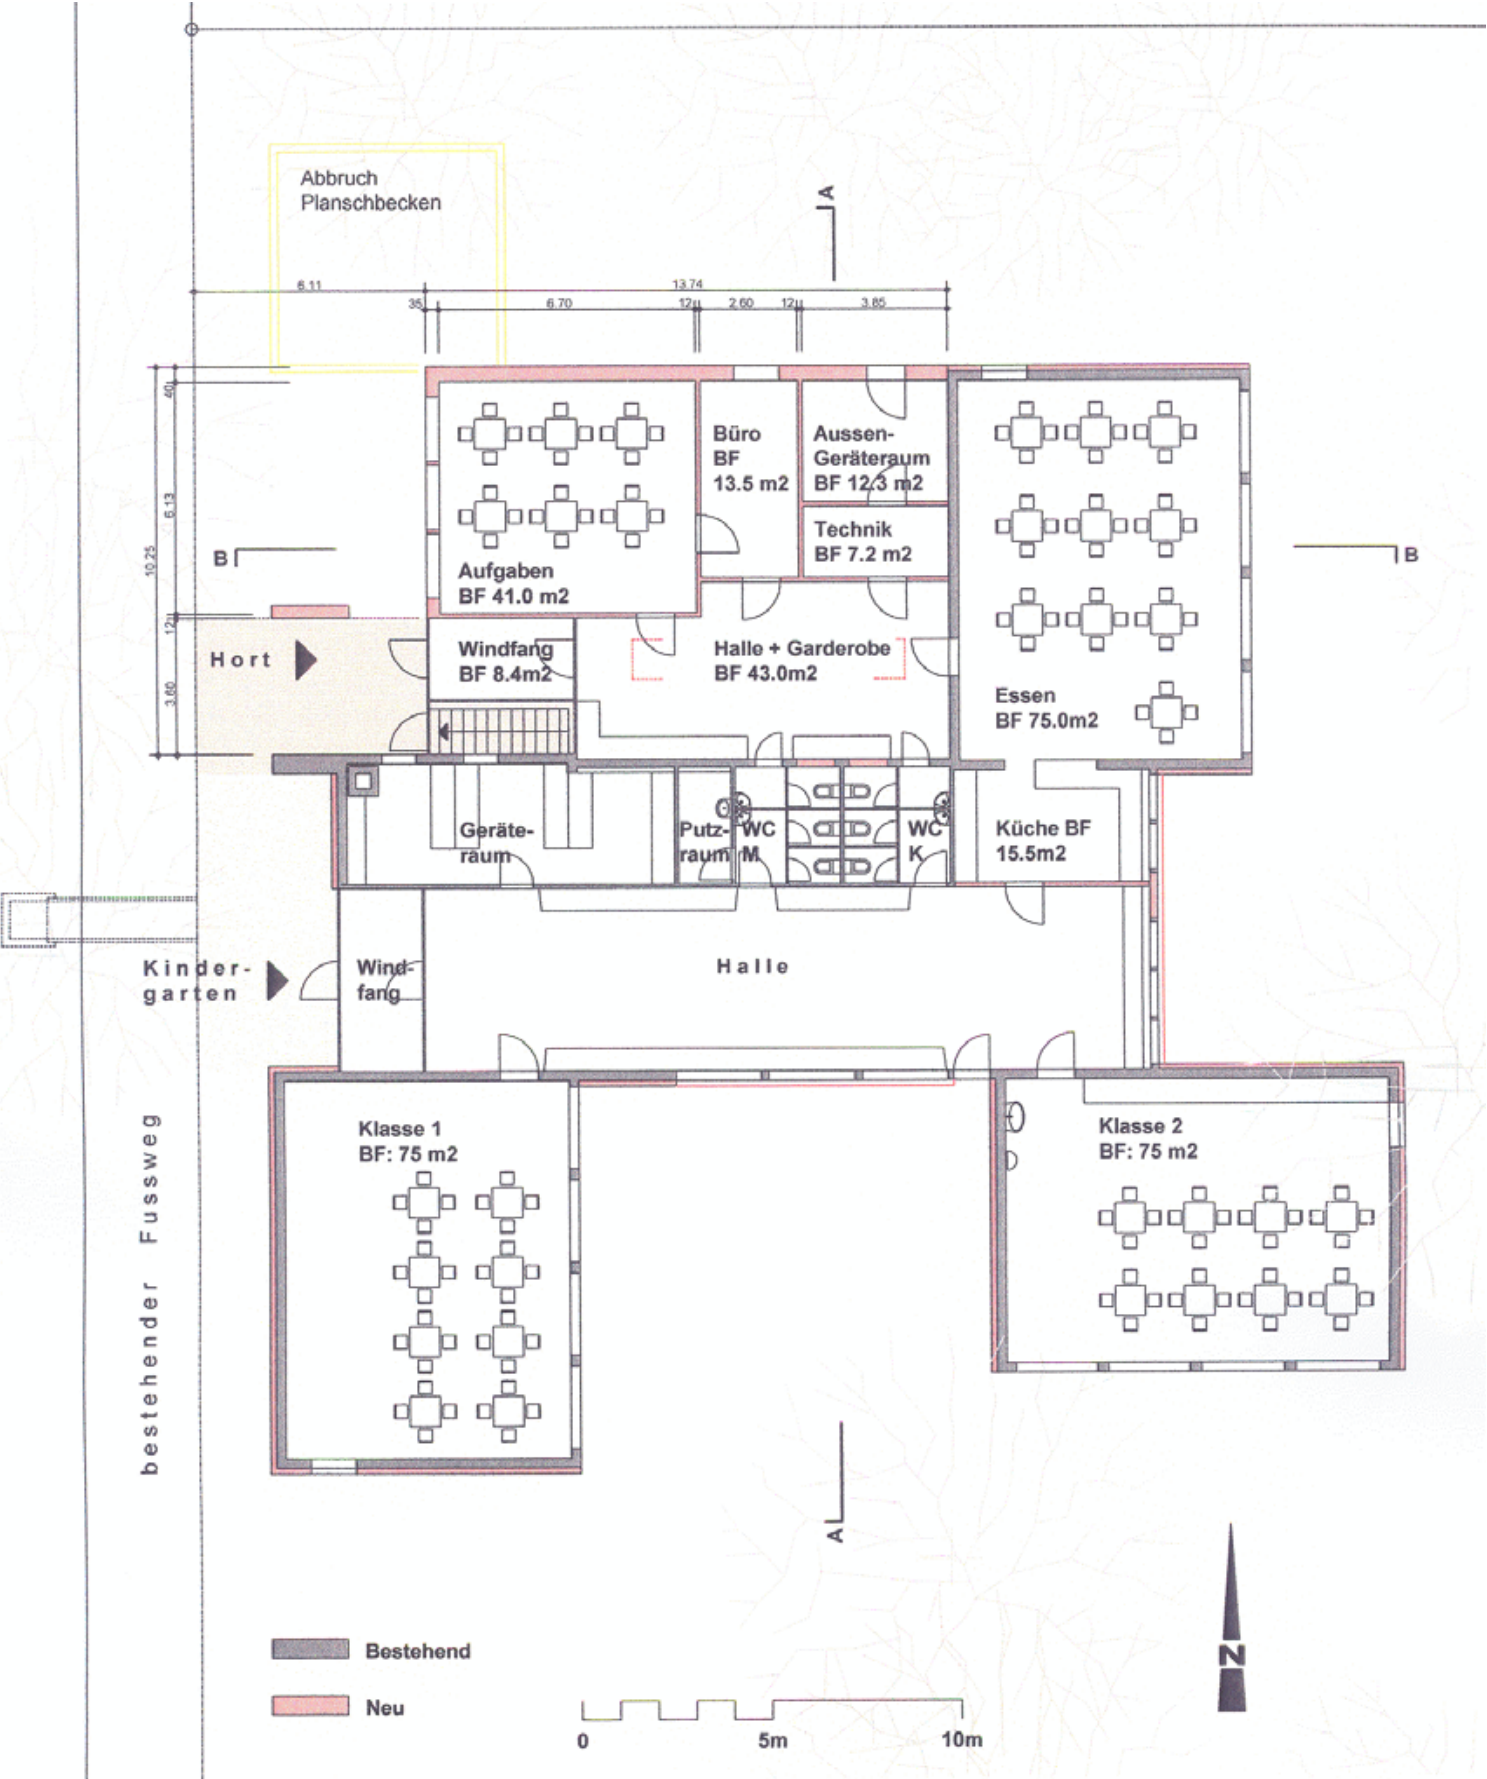 Abbruch
Planschbecken
A
6.11
13.74
35
6.70
12
2.60
12
3.85
40
6.13
10.25
12
3.60
Büro
BF
13.5 m2
Aussen-
Geräteraum
BF 12.3 m2
Technik
BF 7.2 m2
Aufgaben
BF 41.0 m2
B
B
Hort
Windfang
BF 8.4m2
Halle + Garderobe
BF 43.0m2
Essen
BF 75.0m2
Geräte-
raum
Putz-
raum
WC
M
WC
K
Küche BF
15.5m2
Kinder-
garten
Wind-
fang
Halle
bestehender Fussweg
Klasse 1
BF: 75 m2
Klasse 2
BF: 75 m2
A
N
Bestehend
Neu
0
5m
10m